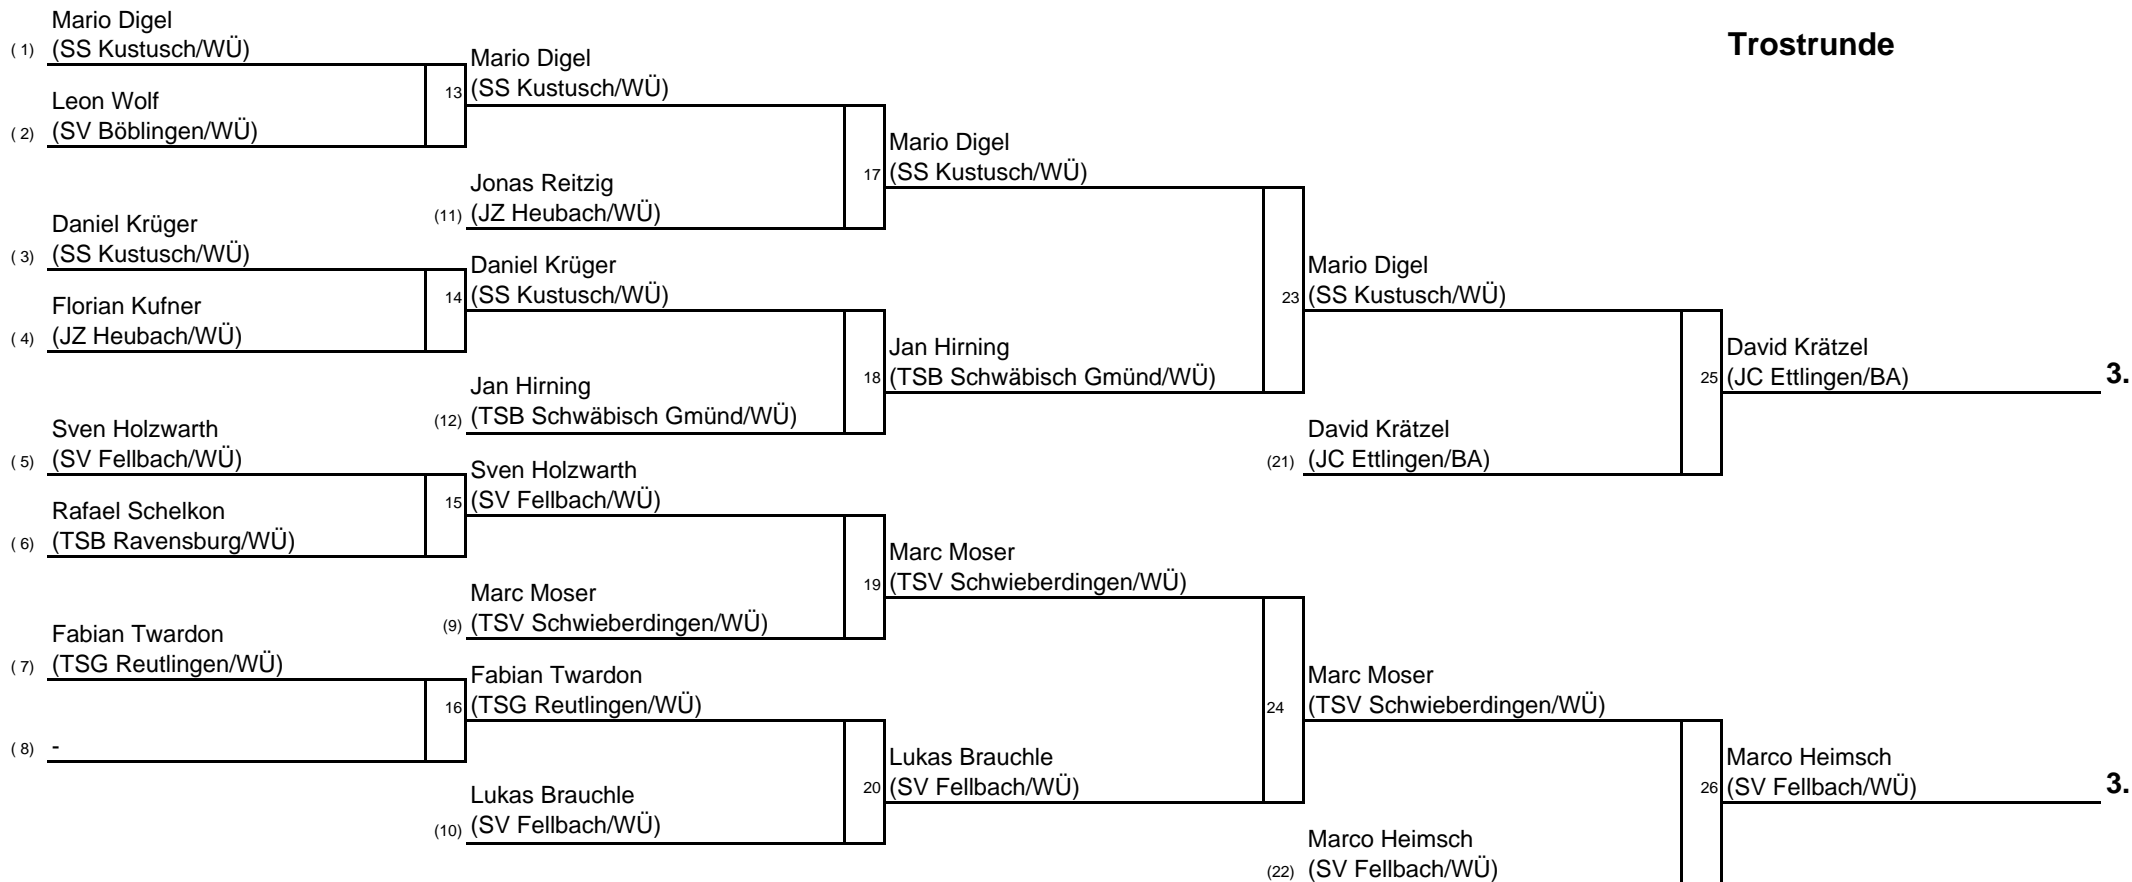 Trostrunde
Mario Digel
( 1) (SS Kustusch/WÜ)
Leon Wolf
( 2) (SV Böblingen/WÜ)
Daniel Krüger
( 3) (SS Kustusch/WÜ)
Florian Kufner
( 4) (JZ Heubach/WÜ)
Sven Holzwarth
( 5) (SV Fellbach/WÜ)
Rafael Schelkon
( 6) (TSB Ravensburg/WÜ)
Fabian Twardon
( 7) (TSG Reutlingen/WÜ)
( 8) -
Mario Digel
13 (SS Kustusch/WÜ)
Jonas Reitzig
(11) (JZ Heubach/WÜ)
Daniel Krüger
14 (SS Kustusch/WÜ)
Jan Hirning
(12) (TSB Schwäbisch Gmünd/WÜ)
Sven Holzwarth
15 (SV Fellbach/WÜ)
Marc Moser
(9) (TSV Schwieberdingen/WÜ)
Fabian Twardon
16 (TSG Reutlingen/WÜ)
Lukas Brauchle
(10) (SV Fellbach/WÜ)
Mario Digel
17 (SS Kustusch/WÜ)
Jan Hirning
18 (TSB Schwäbisch Gmünd/WÜ)
Marc Moser
19 (TSV Schwieberdingen/WÜ)
Lukas Brauchle
20 (SV Fellbach/WÜ)
Mario Digel
23 (SS Kustusch/WÜ)
David Krätzel
(21) (JC Ettlingen/BA)
Marc Moser
24 (TSV Schwieberdingen/WÜ)
Marco Heimsch
(22) (SV Fellbach/WÜ)
David Krätzel
25 (JC Ettlingen/BA) 3.
Marco Heimsch
26 (SV Fellbach/WÜ) 3.